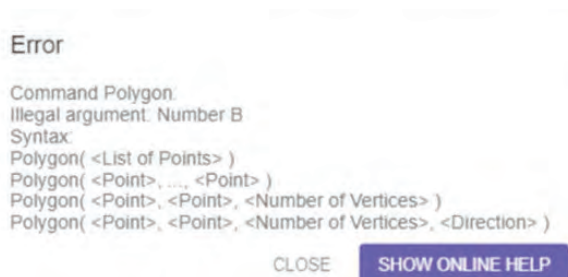 Error
Command Polygon:
Illegal argument: Number B
Syntax:
Polygon( <List of Points> )
Polygon( <Point>, ..., <Point> )
Polygon( <Point>, <Point>, <Number of Vertices> )
Polygon( <Point>, <Point>, <Number of Vertices>, <Direction> )
CLOSE SHOW ONLINE HELP